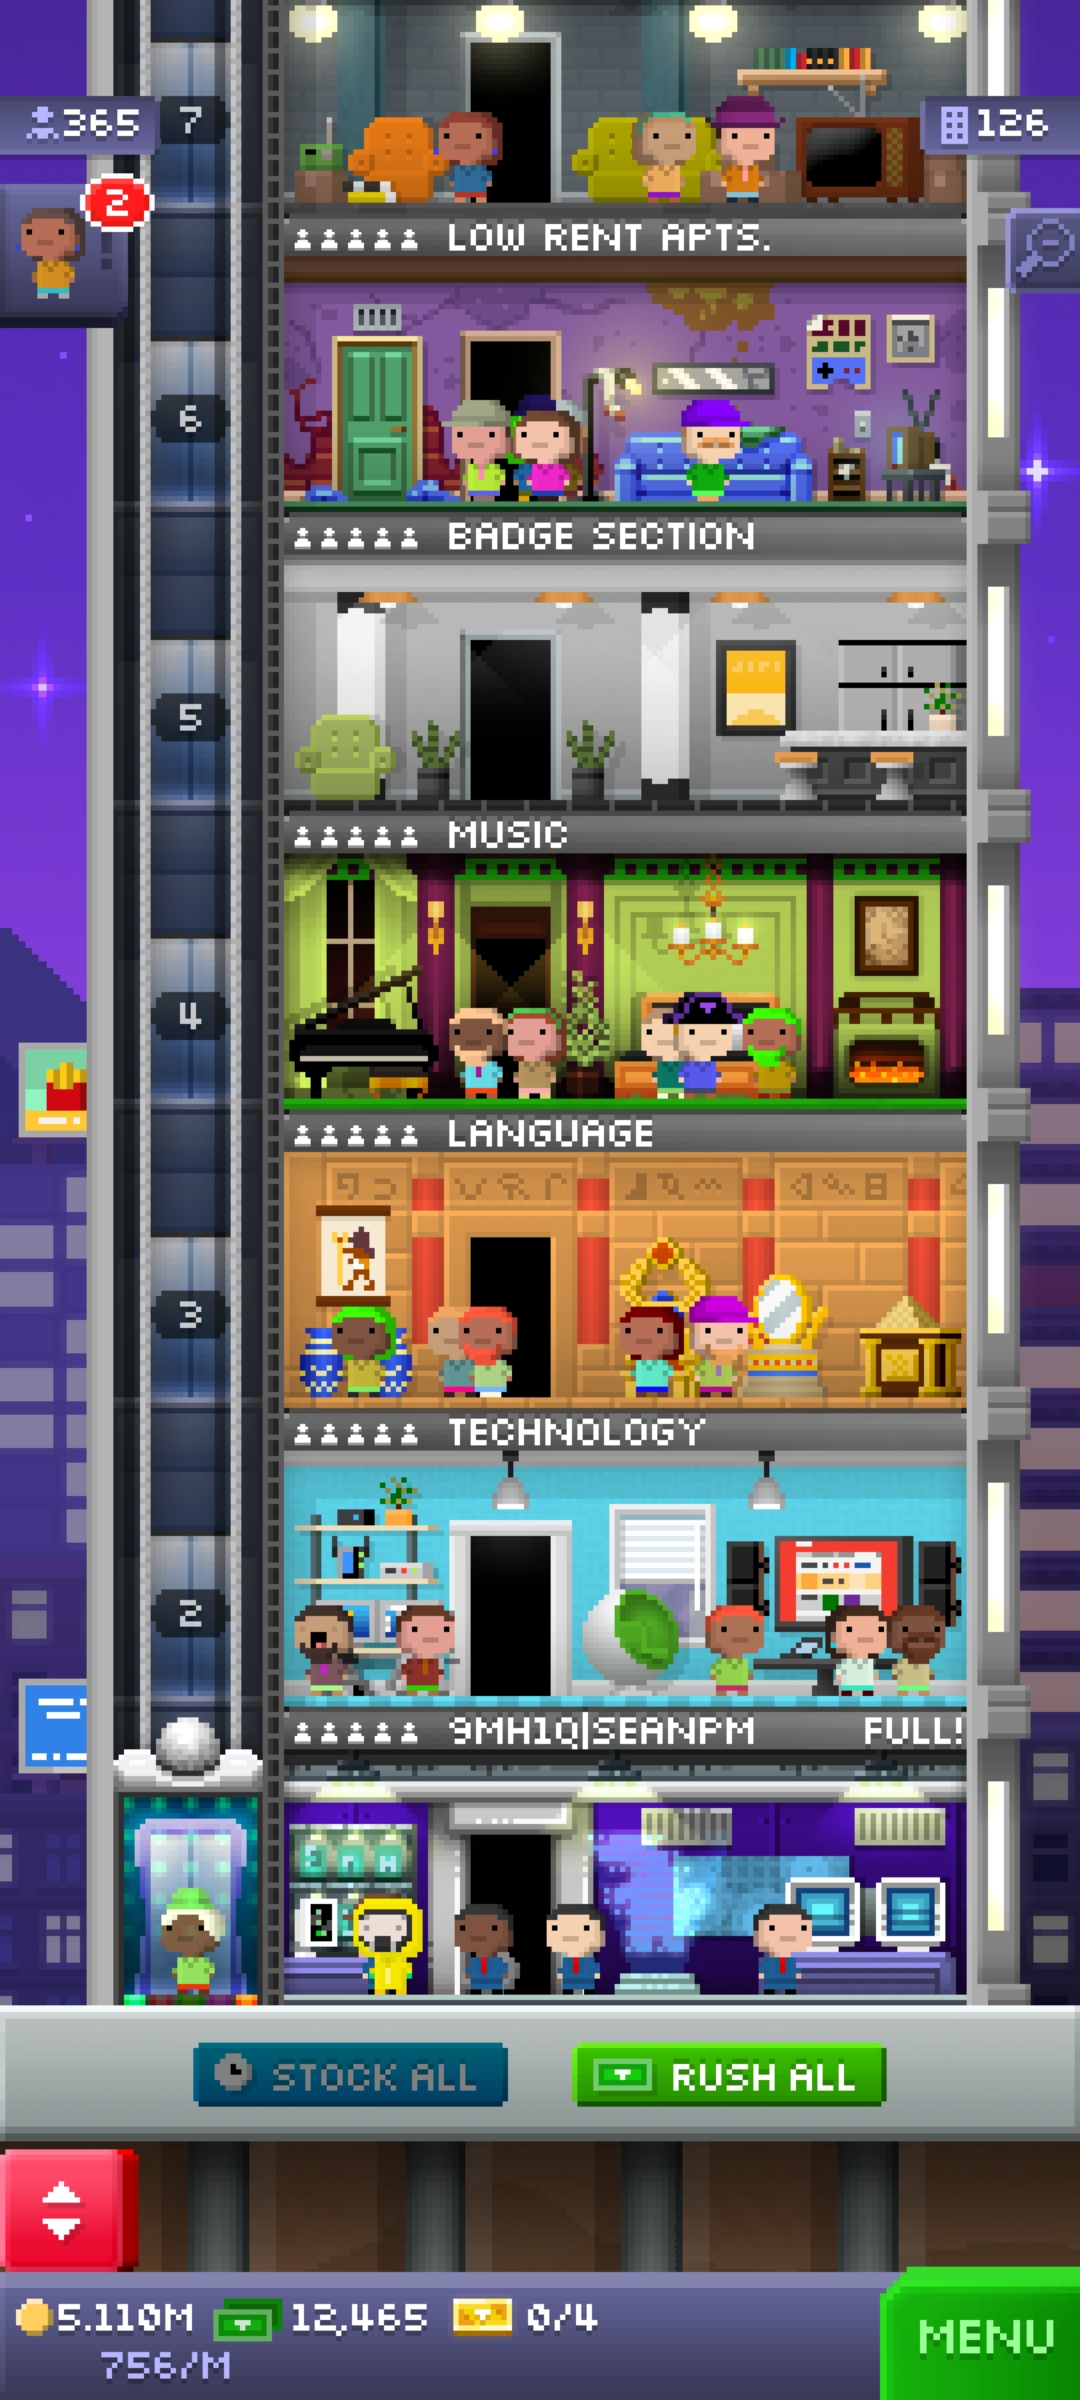 7
365
126
2
LOW RENT APTS.
6
BADGE SECTION
5
MUSIC
4
LANGUAGE
3
TECHNOLOGY
2
9MH1Q|SEANPM FULL!
STOCK ALL
RUSH ALL
5.110M 12,465 0/4
756/M
MENU